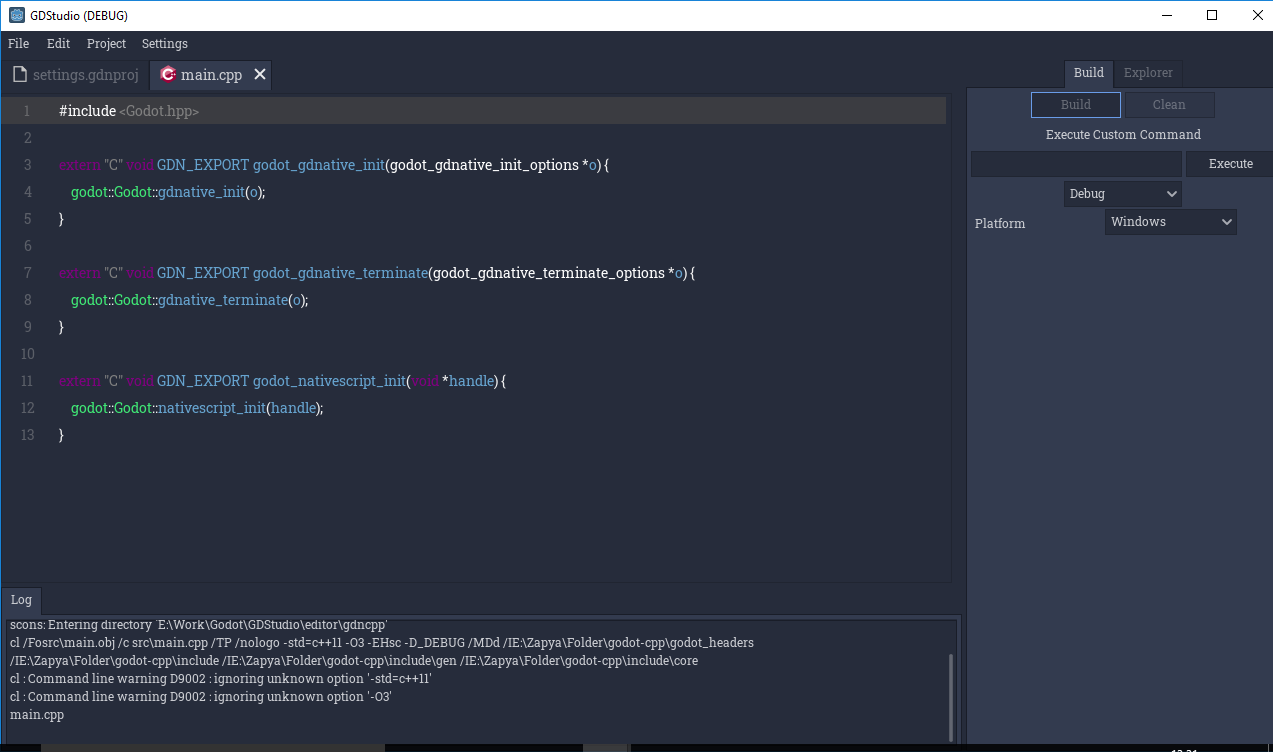 GDStudio (DEBUG)
File Edit Project Settings
settings.gdnproj main.cpp
Build Explorer
Build Clean
Execute Custom Command
Execute
Debug
Platform Windows
1 #include <Godot.hpp>
2
3 extern "C" void GDN_EXPORT godot_gdnative_init(godot_gdnative_init_options *o) {
4 godot::Godot::gdnative_init(o);
5 }
6
7 extern "C" void GDN_EXPORT godot_gdnative_terminate(godot_gdnative_terminate_options *o) {
8 godot::Godot::gdnative_terminate(o);
9 }
10
11 extern "C" void GDN_EXPORT godot_nativescript_init(void *handle) {
12 godot::Godot::nativescript_init(handle);
13 }
Log
scons: Entering directory `E:\Work\Godot\GDStudio\editor\gdncpp'
cl /Fosrc\main.obj /c src\main.cpp /TP /nologo -std=c++11 -O3 -EHsc -D_DEBUG /MDd /IE:\Zapya\Folder\godot-cpp\godot_headers
/IE:\Zapya\Folder\godot-cpp\include /IE:\Zapya\Folder\godot-cpp\include\gen /IE:\Zapya\Folder\godot-cpp\include\core
cl : Command line warning D9002 : ignoring unknown option '-std=c++11'
cl : Command line warning D9002 : ignoring unknown option '-O3'
main.cpp